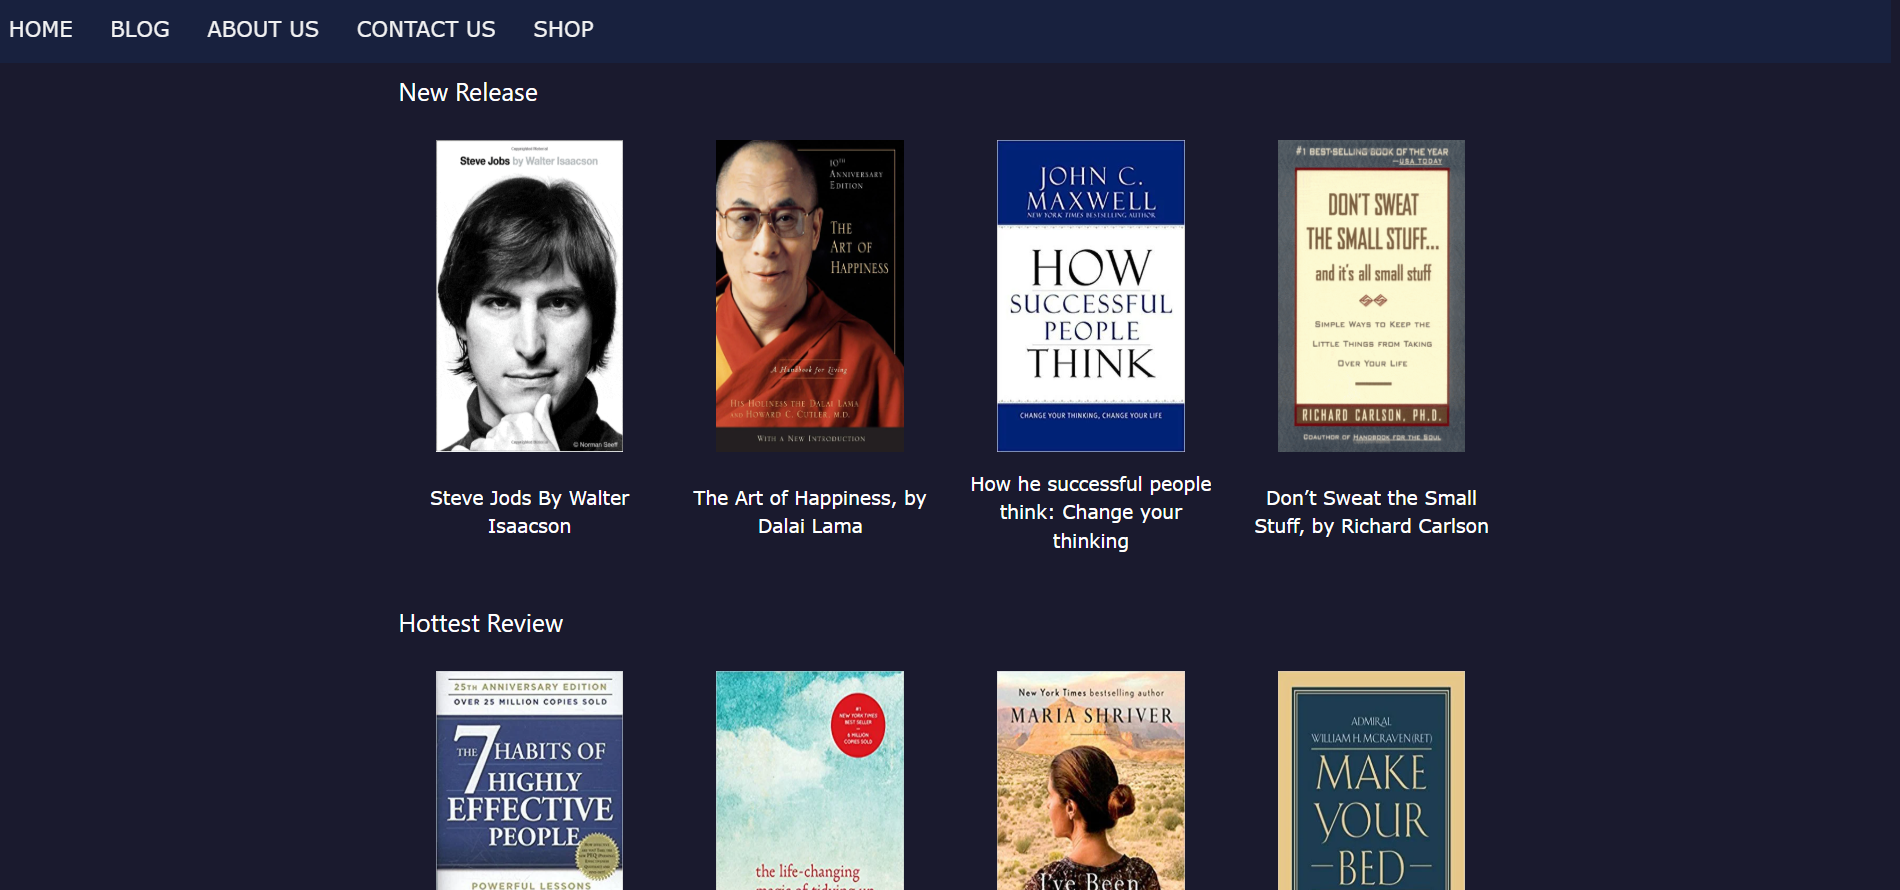 HOME BLOG ABOUT US CONTACT US SHOP
New Release
Copyrighted Material
Steve Jobs by Walter Isaacson
Copyrighted Material
© Norman Seeff
10TH
ANNIVERSARY
EDITION
THE
ART OF
HAPPINESS
A Handbook for Living
HIS HOLINESS THE DALAI LAMA
AND HOWARD C. CUTLER, M.D.
WITH A NEW INTRODUCTION
JOHN C.
MAXWELL
NEW YORK TIMES BESTSELLING AUTHOR
HOW
SUCCESSFUL
PEOPLE
THINK
CHANGE YOUR THINKING, CHANGE YOUR LIFE
#1 BEST-SELLING BOOK OF THE YEAR
—USA TODAY
DON'T SWEAT
THE SMALL STUFF...
and it's all small stuff
SIMPLE WAYS TO KEEP THE
LITTLE THINGS FROM TAKING
OVER YOUR LIFE
RICHARD CARLSON, PH.D.
COAUTHOR OF HANDBOOK FOR THE SOUL
Steve Jods By Walter
Isaacson
The Art of Happiness, by
Dalai Lama
How he successful people
think: Change your
thinking
Don’t Sweat the Small
Stuff, by Richard Carlson
Hottest Review
25TH ANNIVERSARY EDITION
OVER 25 MILLION COPIES SOLD
THE 7 HABITS OF
HIGHLY
EFFECTIVE
PEOPLE
POWERFUL LESSONS
#1
NEW YORK TIMES
BEST SELLER
6 MILLION
COPIES SOLD
the life-changing
magic of tidying up
New York Times bestselling author
MARIA SHRIVER
I've Been
ADMIRAL
WILLIAM H. MCRAVEN (RET)
MAKE
YOUR
—BED—